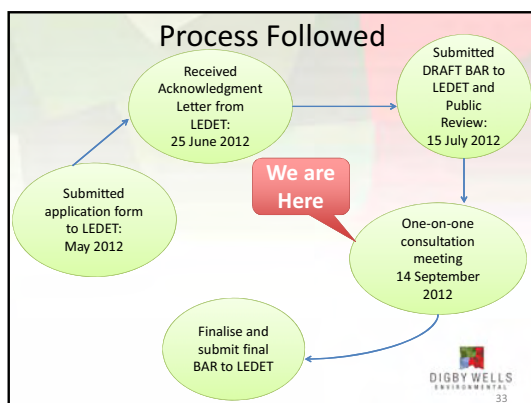 Process Followed
Submitted
application form
to LEDET:
May 2012
Received
Acknowledgment
Letter from
LEDET:
25 June 2012
Submitted
DRAFT BAR to
LEDET and
Public
Review:
15 July 2012
We are
Here
One-on-one
consultation
meeting
14 September
2012
Finalise and
submit final
BAR to LEDET
DIGBY WELLS
ENVIRONMENTAL
33